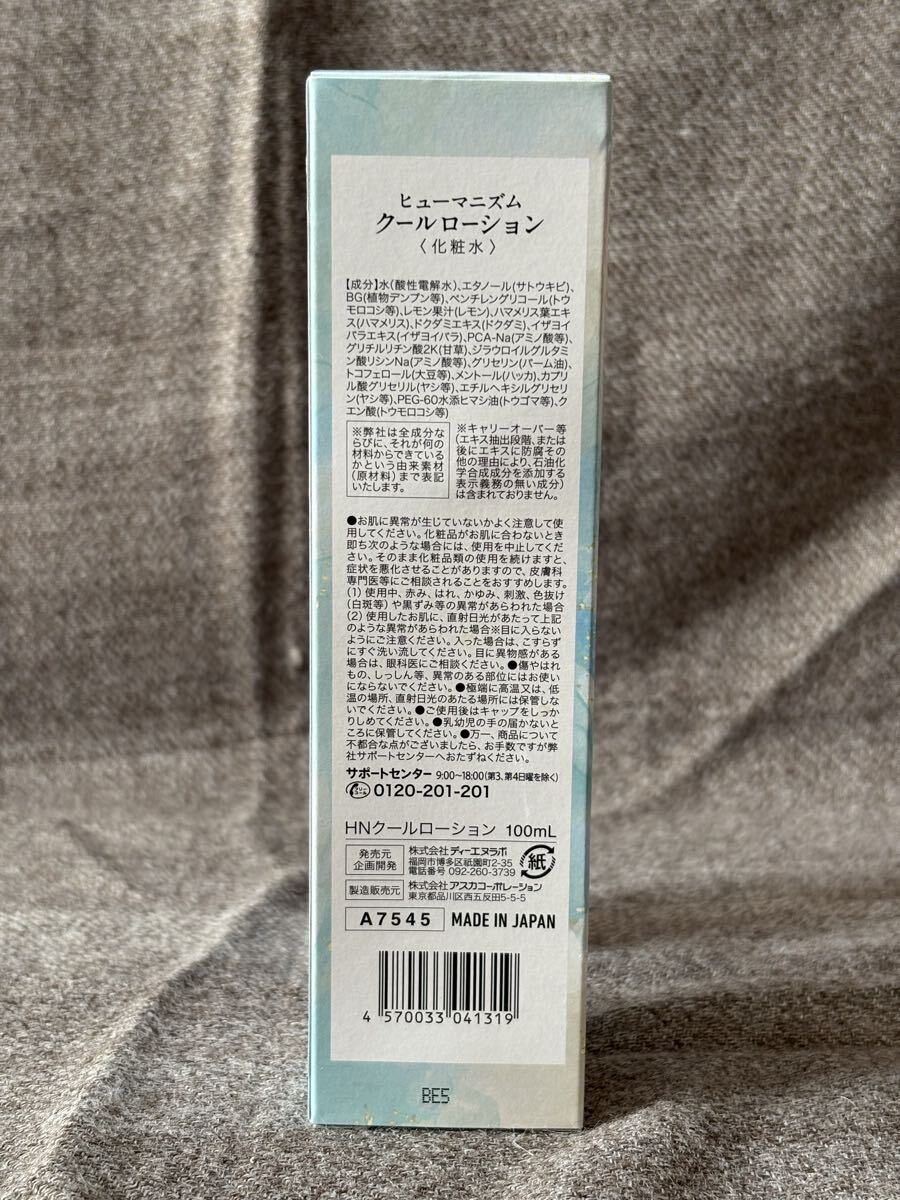 ヒューマニズム
クールローション
〈化粧水〉
【成分】水(酸性電解水)、エタノール(サトウキビ)、
BG(植物デンプン等)、ペンチレングリコール(トウ
モロコシ等)、レモン果汁(レモン)、ハマメリス葉エキ
ス(ハマメリス)、ドクダミエキス(ドクダミ)、イザヨイ
バラエキス(イザヨイバラ)、PCA-Na(アミノ酸等)、
グリチルリチン酸2K(甘草)、ジラウロイルグルタミ
ン酸リシンNa(アミノ酸等)、グリセリン(パーム油)、
トコフェロール(大豆等)、メントール(ハッカ)、カプリ
ル酸グリセリル(ヤシ等)、エチルヘキシルグリセリ
ン(ヤシ等)、PEG-60水添ヒマシ油(トウゴマ等)、ク
エン酸(トウモロコシ等)
※弊社は全成分な
らびに、それが何の
材料からできている
かという由来素材
(原材料)まで表記
いたします。
※キャリーオーバー等
(エキス抽出段階、または
後にエキスに防腐その
他の理由により、石油化
学合成成分を添加する
表示義務の無い成分)
は含まれておりません。
●お肌に異常が生じていないかよく注意して使
用してください。化粧品がお肌に合わないとき
即ち次のような場合には、使用を中止してくだ
さい。そのまま化粧品類の使用を続けますと、
症状を悪化させることがありますので、皮膚科
専門医等にご相談されることをおすすめします。
(1) 使用中、赤み、はれ、かゆみ、刺激、色抜け
(白斑等)や黒ずみ等の異常があらわれた場合
(2) 使用したお肌に、直射日光があたって上記
のような異常があらわれた場合※目に入らない
ようにご注意ください。入った場合は、こすらず
にすぐ洗い流してください。目に異物感がある
場合は、眼科医にご相談ください。●傷やはれ
もの、しっしん等、異常のある部位にはお使い
にならないでください。●極端に高温又は、低
温の場所、直射日光のあたる場所には保管しな
いでください。●ご使用後はキャップをしっか
りしめてください。●乳幼児の手の届かないと
ころに保管してください。●万一、商品について
不都合な点がございましたら、お手数ですが弊
社サポートセンターへおたずねください。
サポートセンター 9:00~18:00(第3、第4日曜を除く)
0120-201-201
HNクールローション 100mL
発売元
企画開発
株式会社ディーエヌラボ
福岡市博多区祇園町2-35
電話番号 092-260-3739
紙
製造販売元
株式会社アスカコーポレーション
東京都品川区西五反田5-5-5
A7545 MADE IN JAPAN
4 570033 041319
BE5